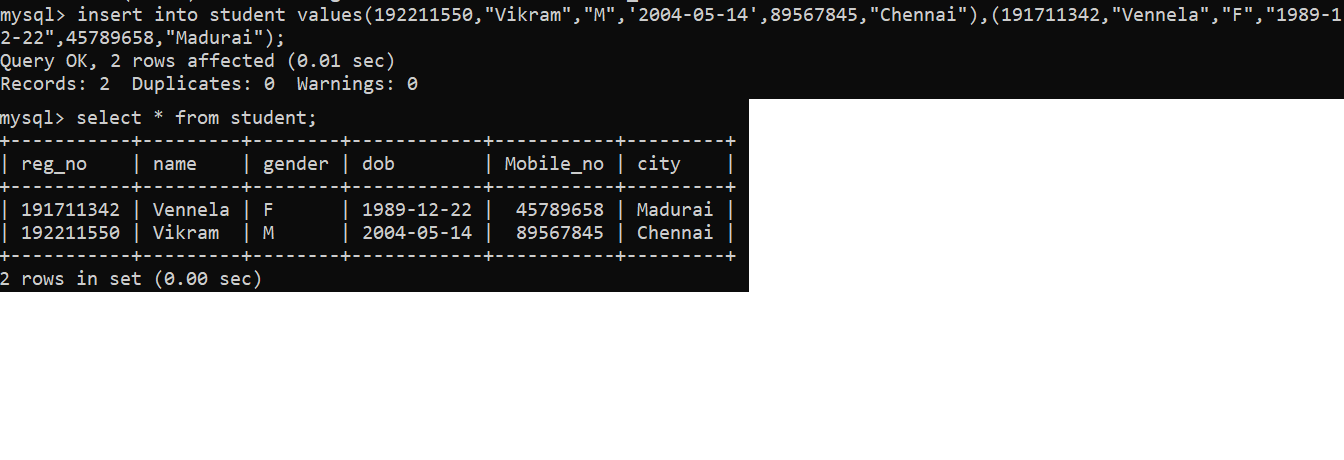 mysql> insert into student values(192211550,"Vikram","M",'2004-05-14',89567845,"Chennai"),(191711342,"Vennela","F","1989-1
2-22",45789658,"Madurai");
Query OK, 2 rows affected (0.01 sec)
Records: 2  Duplicates: 0  Warnings: 0
mysql> select * from student;
+-----------+---------+--------+------------+-----------+---------+
| reg_no    | name    | gender | dob        | Mobile_no | city    |
+-----------+---------+--------+------------+-----------+---------+
| 191711342 | Vennela | F      | 1989-12-22 |  45789658 | Madurai |
| 192211550 | Vikram  | M      | 2004-05-14 |  89567845 | Chennai |
+-----------+---------+--------+------------+-----------+---------+
2 rows in set (0.00 sec)